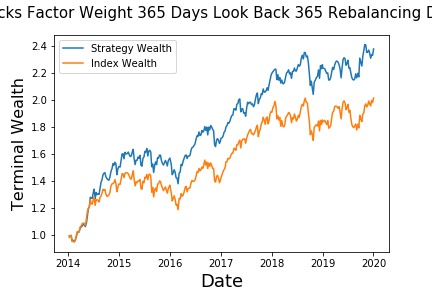 Factor Weight 365 Days Look Back 365 Rebalancing
Strategy Wealth
Index Wealth
Terminal Wealth
2.4
2.2
2.0
1.8
1.6
1.4
1.2
1.0
2014 2015 2016 2017 2018 2019 2020
Date